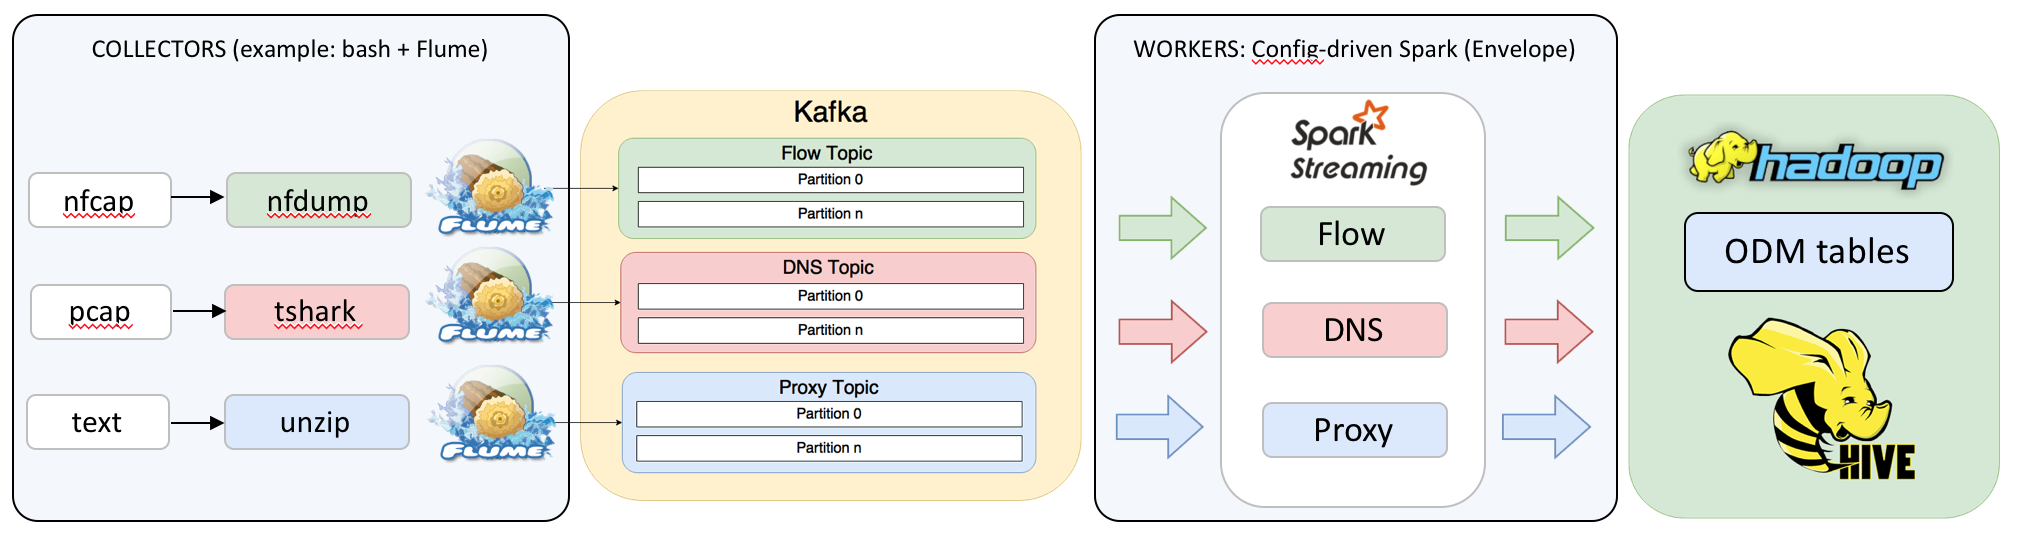 COLLECTORS (example: bash + Flume)
nfcap
nfdump
FLUME
pcap
tshark
FLUME
text
unzip
FLUME
Kafka
Flow Topic
Partition 0
Partition n
DNS Topic
Partition 0
Partition n
Proxy Topic
Partition 0
Partition n
WORKERS: Config-driven Spark (Envelope)
Spark
Streaming
Flow
DNS
Proxy
hadoop
ODM tables
HIVE